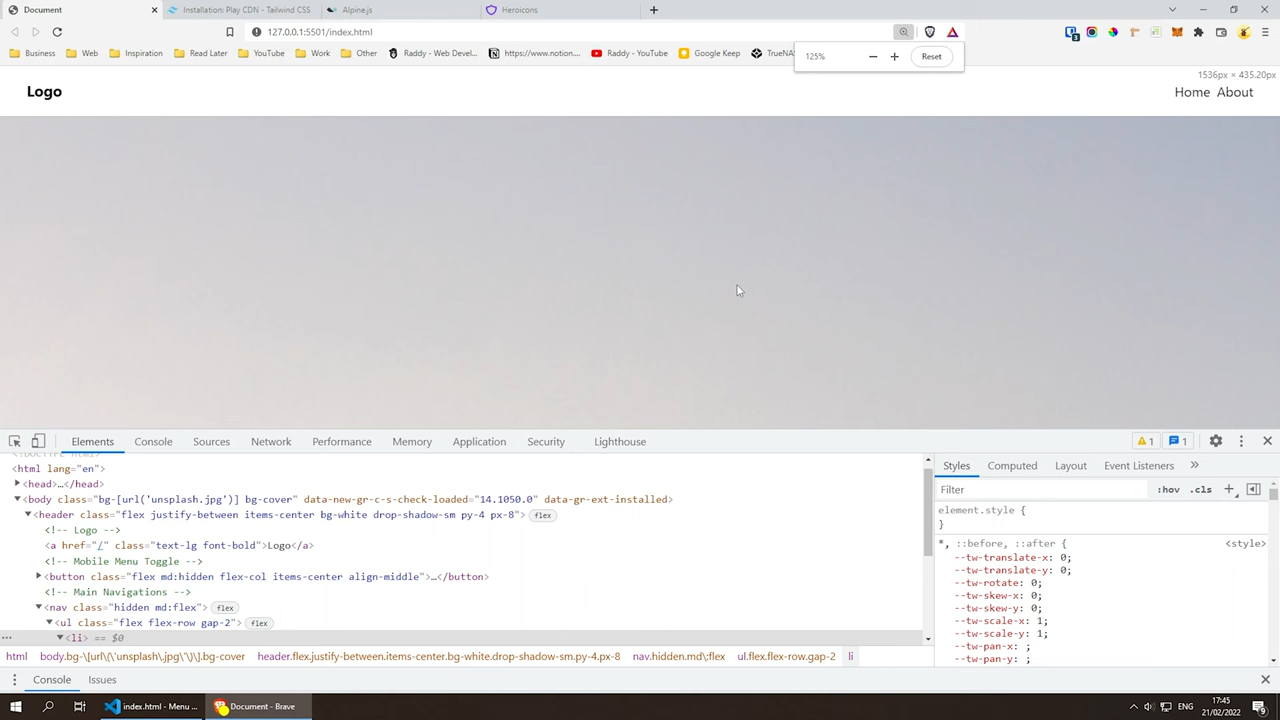 Document
Installation: Play CDN - Tailwind CSS
Alpine.js
Heroicons
127.0.0.1:5501/index.html
Business
Web
Inspiration
Read Later
YouTube
Work
Other
Raddy - Web Devel...
https://www.notion....
Raddy - YouTube
Google Keep
125%
Reset
1536px × 435.20px
Logo
Home About
Elements
Console
Sources
Network
Performance
Memory
Application
Security
Lighthouse
1
1
<html lang="en">
<head>…</head>
<body class="bg-[url('unsplash.jpg')] bg-cover" data-new-gr-c-s-check-loaded="14.1050.0" data-gr-ext-installed>
<header class="flex justify-between items-center bg-white drop-shadow-sm py-4 px-8"> flex
<!-- Logo -->
<a href="/" class="text-lg font-bold">Logo</a>
<!-- Mobile Menu Toggle -->
<button class="flex md:hidden flex-col items-center align-middle">…</button>
<!-- Main Navigations -->
<nav class="hidden md:flex"> flex
<ul class="flex flex-row gap-2"> flex
<li> == $0
html
body.bg-\[url\(\'unsplash\.jpg\'\)\].bg-cover
header.flex.justify-between.items-center.bg-white.drop-shadow-sm.py-4.px-8
nav.hidden.md\:flex
ul.flex.flex-row.gap-2
li
Styles
Computed
Layout
Event Listeners
Filter
:hov
.cls
element.style {
}
*, ::before, ::after {
<style>
--tw-translate-x: 0;
--tw-translate-y: 0;
--tw-rotate: 0;
--tw-skew-x: 0;
--tw-skew-y: 0;
--tw-scale-x: 1;
--tw-scale-y: 1;
--tw-pan-x: ;
--tw-pan-y: ;
Console
Issues
index.html - Menu ...
Document - Brave
ENG
17:45
21/02/2022